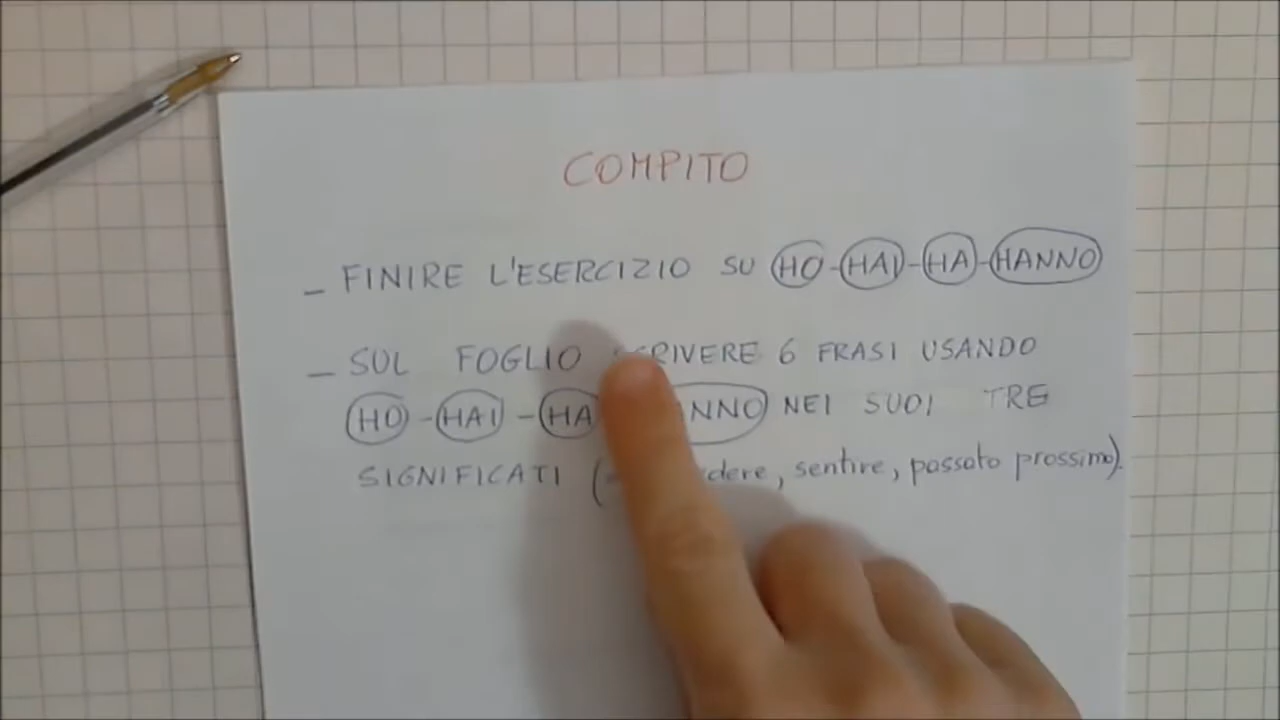 COMPITO
_ FINIRE L'ESERCIZIO SU HO - HAI - HA - HANNO
_ SUL FOGLIO SCRIVERE 6 FRASI USANDO
HO - HAI - HA NEI SUOI TRE
SIGNIFICATI ( , sentire, passato prossimo).